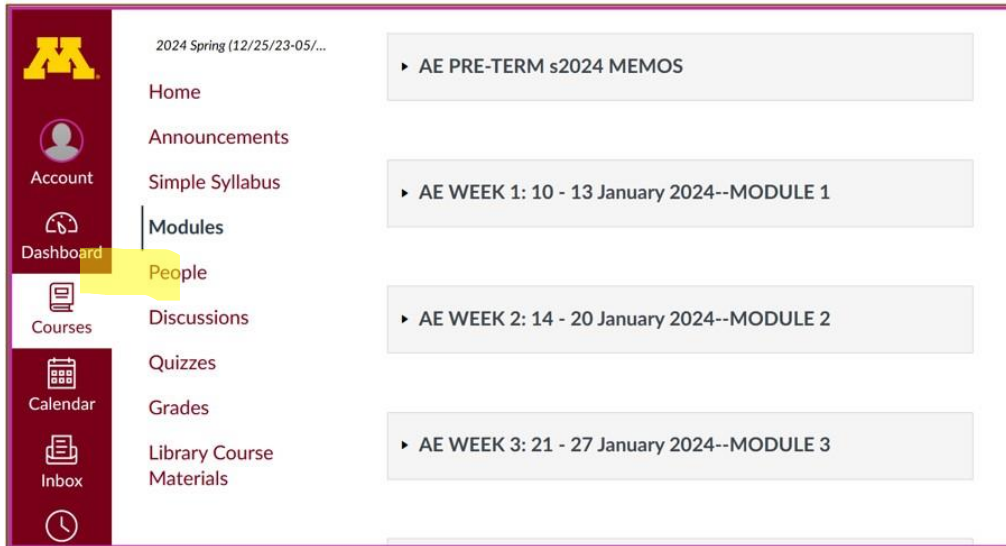 M
Account
Dashboard
Courses
Calendar
Inbox
2024 Spring (12/25/23-05/...
Home
Announcements
Simple Syllabus
Modules
People
Discussions
Quizzes
Grades
Library Course
Materials
AE PRE-TERM s2024 MEMOS
AE WEEK 1: 10 - 13 January 2024--MODULE 1
AE WEEK 2: 14 - 20 January 2024--MODULE 2
AE WEEK 3: 21 - 27 January 2024--MODULE 3